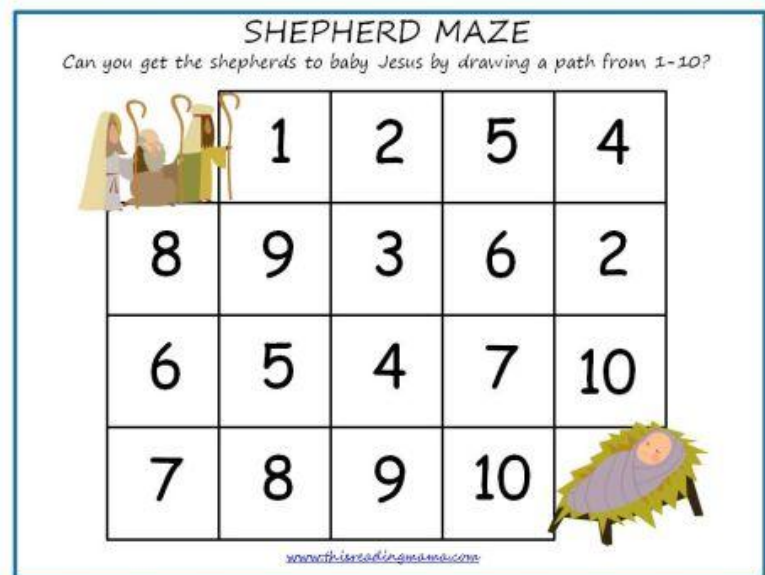 SHEPHERD MAZE
Can you get the shepherds to baby Jesus by drawing a path from 1-10?
1 2 5 4
8 9 3 6 2
6 5 4 7 10
7 8 9 10
www.thisreadingmama.com